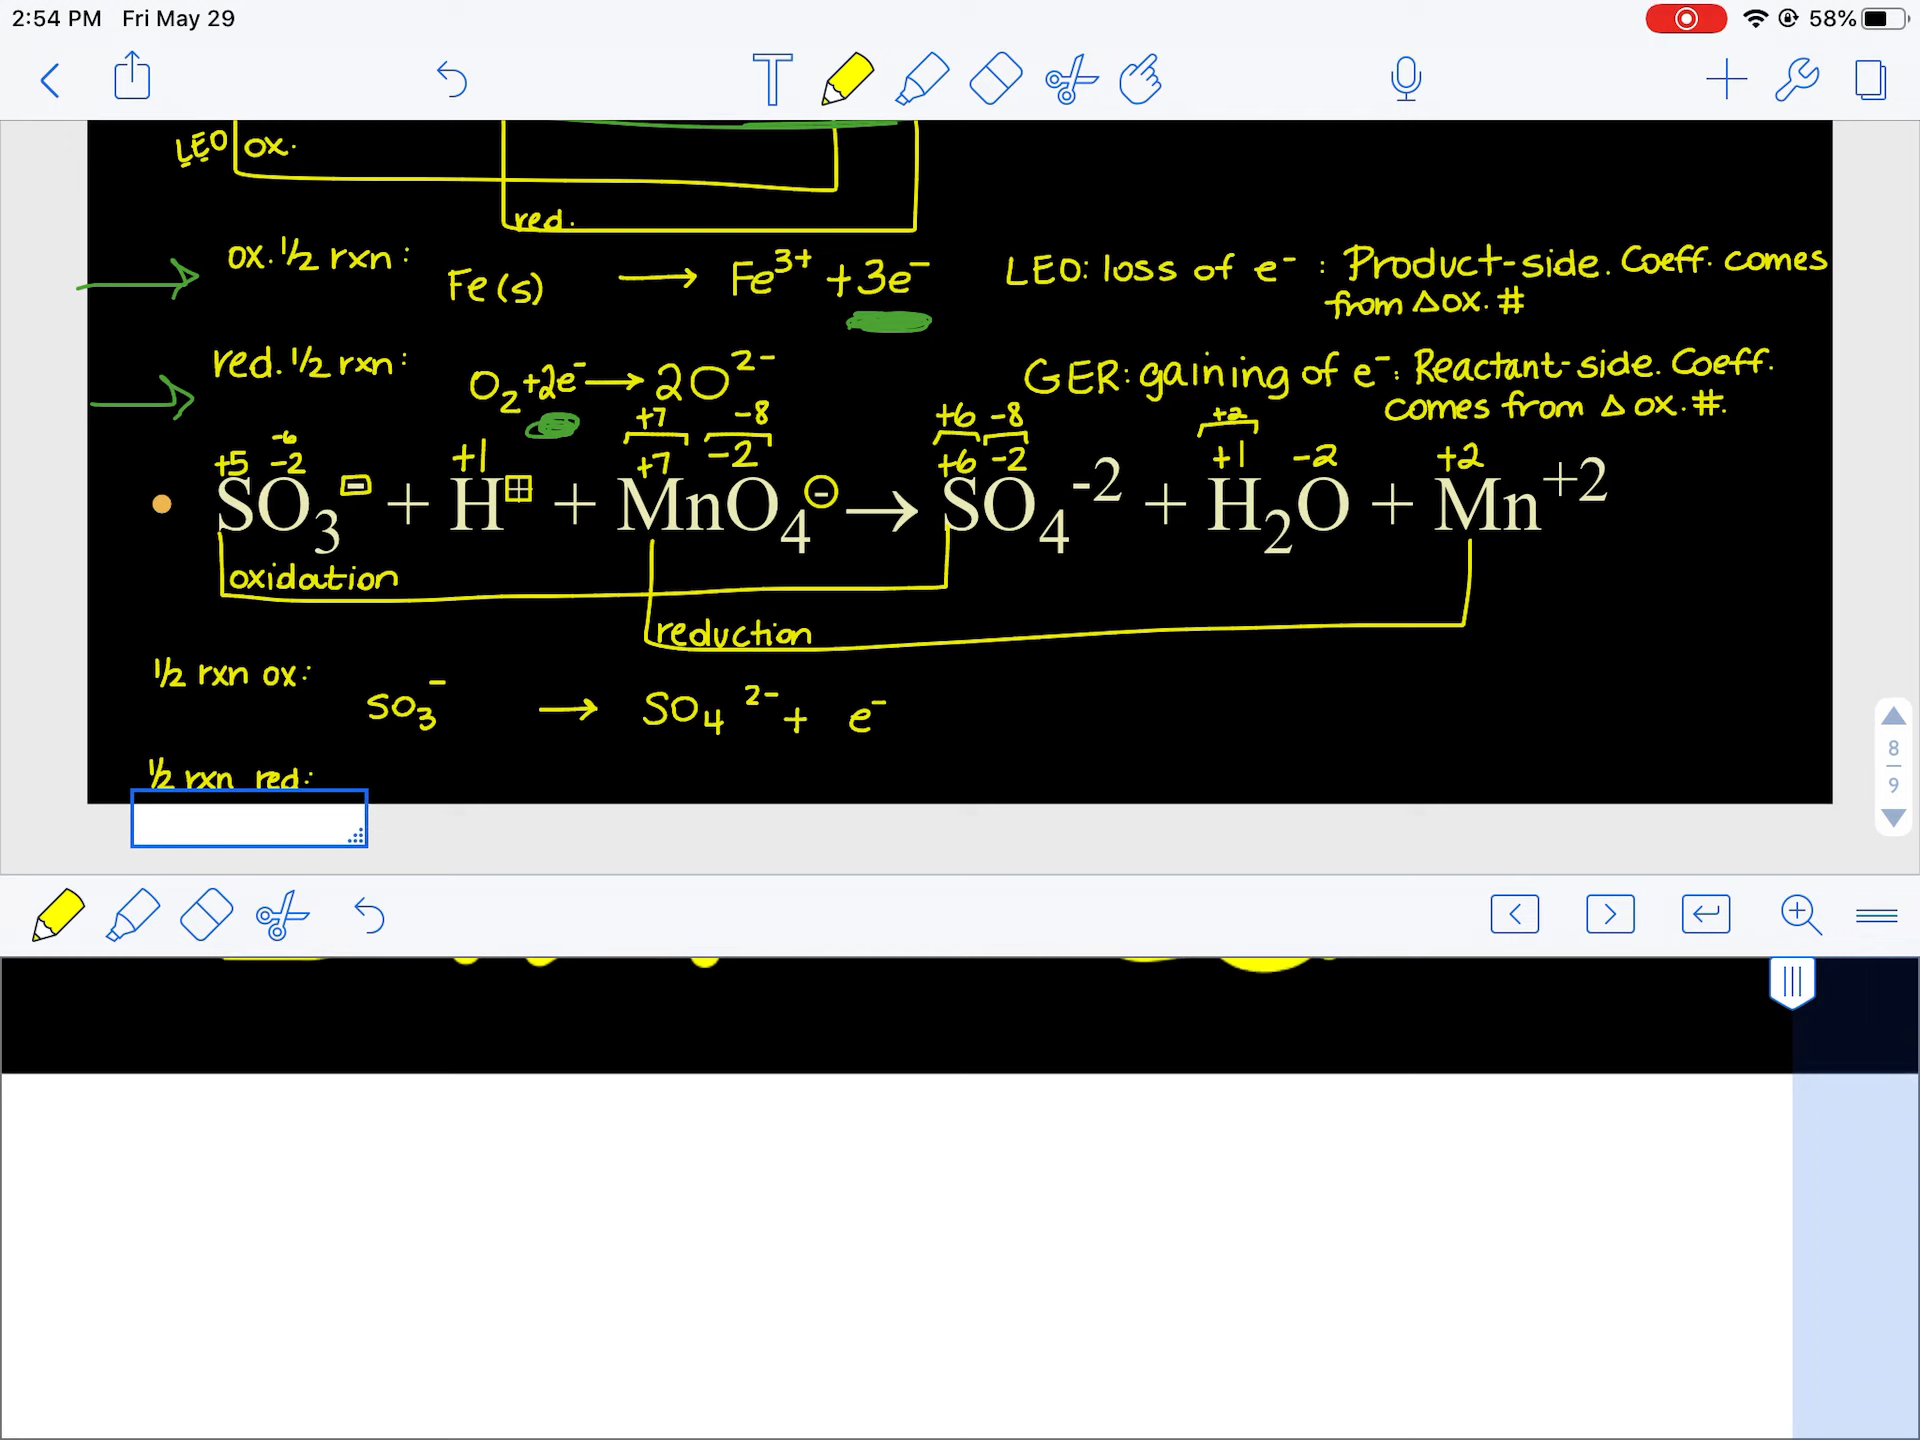 2:54 PM Fri May 29 58%
T
LEO ox.
red.
ox. ½ rxn: Fe(s) → Fe³⁺ + 3e⁻ LEO: loss of e⁻ : Product-side. Coeff. comes
from Δox. #
red. ½ rxn: O₂ + 2e⁻ → 2O²⁻ GER: gaining of e⁻: Reactant-side. Coeff.
comes from Δ ox. #.
-6 +7 -8 +6 -8 +2
+5 -2 +1 +7 -2 +6 -2 +1 -2 +2
• SO₃⁻ + H⁺ + MnO₄⁻ → SO₄⁻² + H₂O + Mn⁺²
oxidation
reduction
½ rxn ox: SO₃⁻ → SO₄²⁻ + e⁻
½ rxn red:
8
9